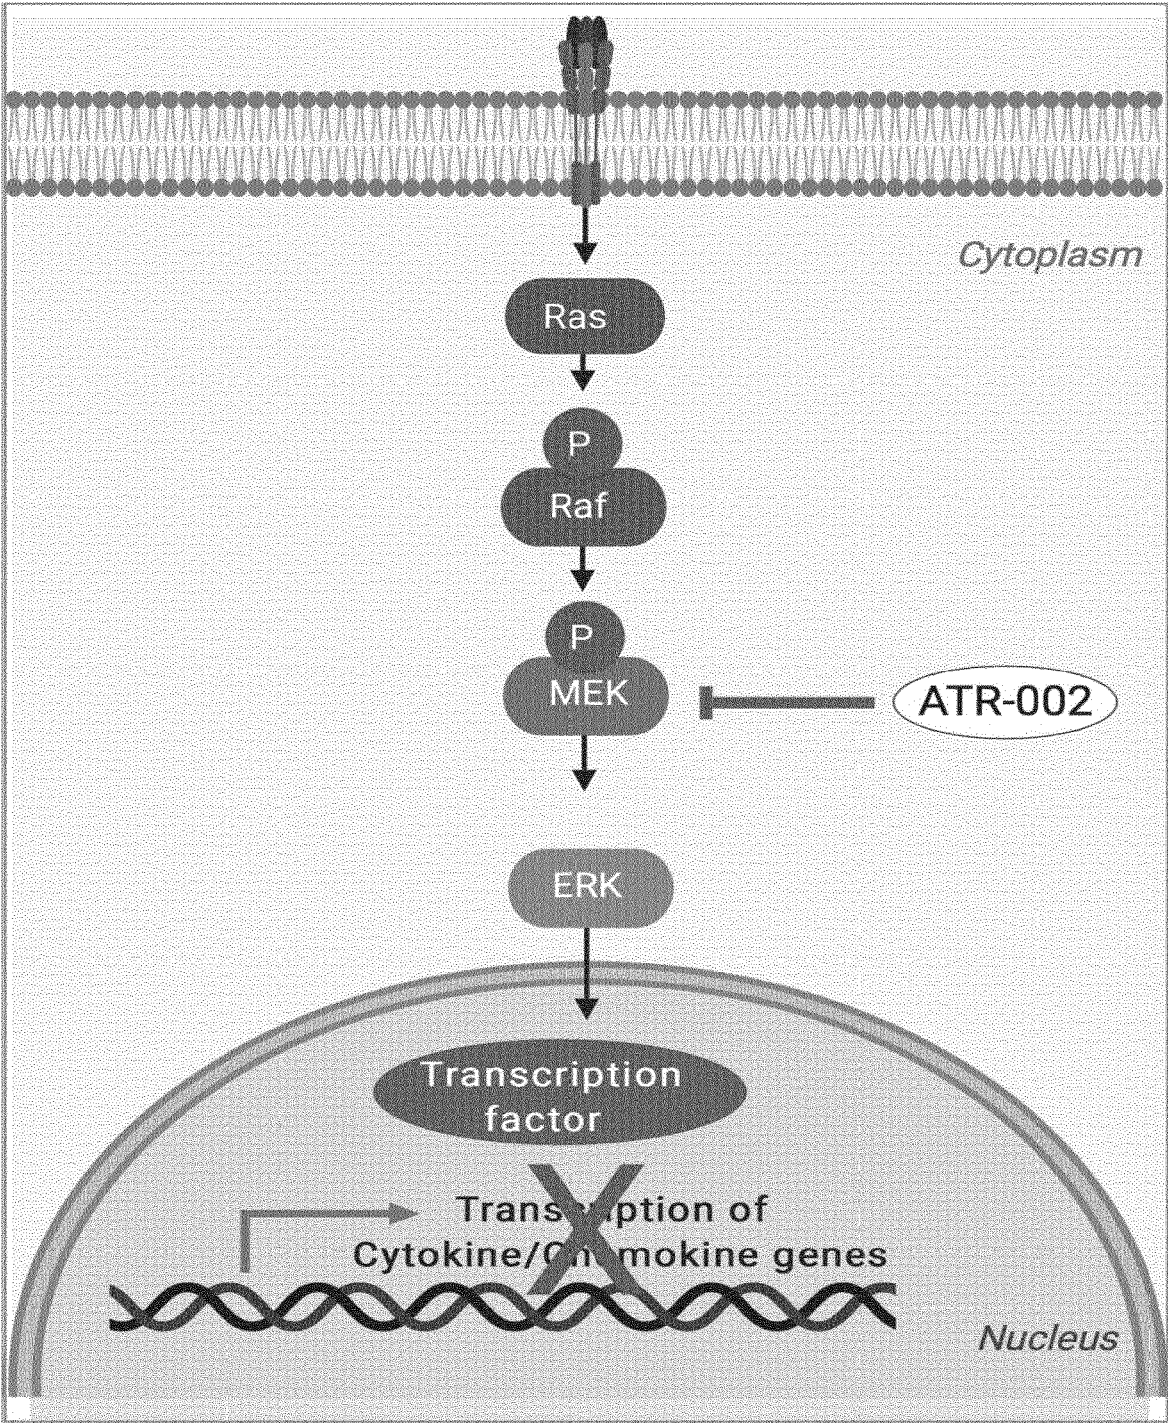 Cytoplasm
Ras
P
Raf
P
MEK
ATR-002
ERK
Transcription
factor
Transcription of
Cytokine/Chemokine genes
Nucleus